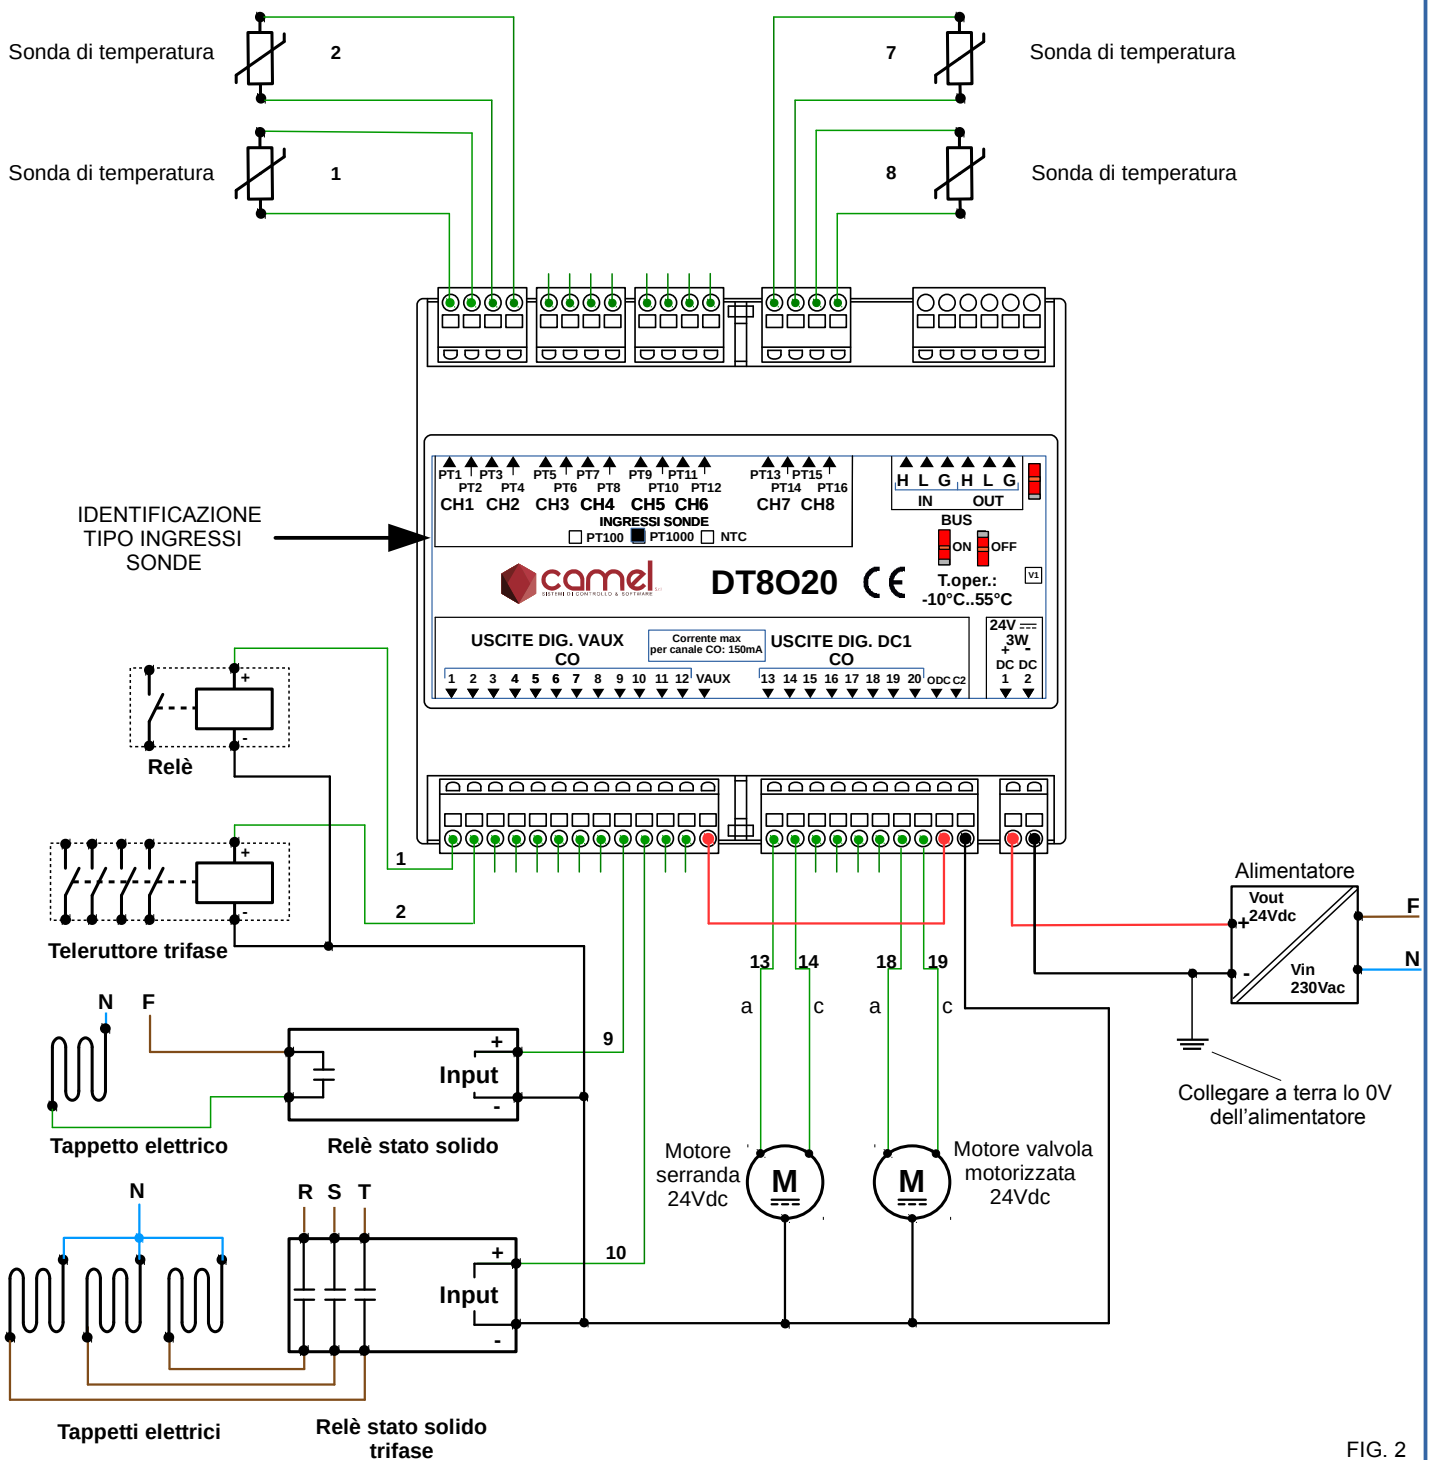 Sonda di temperatura
2
7
Sonda di temperatura
Sonda di temperatura
1
8
Sonda di temperatura
PT1 PT3 PT5 PT7 PT9 PT11 PT13 PT15
PT2 PT4 PT6 PT8 PT10 PT12 PT14 PT16
CH1 CH2 CH3 CH4 CH5 CH6 CH7 CH8
INGRESSI SONDE
PT100 PT1000 NTC
H L G H L G
IN OUT
BUS
ON OFF
IDENTIFICAZIONE
TIPO INGRESSI
SONDE
camel
SISTEMI DI CONTROLLO & SOFTWARE
DT8O20 CE
T.oper.:
-10°C..55°C
V1
USCITE DIG. VAUX
CO
Corrente max
per canale CO: 150mA
USCITE DIG. DC1
CO
24V
3W
+ -
DC DC
1 2
1 2 3 4 5 6 7 8 9 10 11 12 VAUX
13 14 15 16 17 18 19 20 ODC C2
+
-
Relè
+
-
Teleruttore trifase
1
2
Alimentatore
Vout
24Vdc
+
-
Vin
230Vac
F
N
Collegare a terra lo 0V
dell'alimentatore
13 14 18 19
a c a c
N F
+
Input
-
9
Tappetto elettrico
Relè stato solido
Motore
serranda
24Vdc
M
M
Motore valvola
motorizzata
24Vdc
N
R S T
+
Input
-
10
Tappetti elettrici
Relè stato solido
trifase
FIG. 2